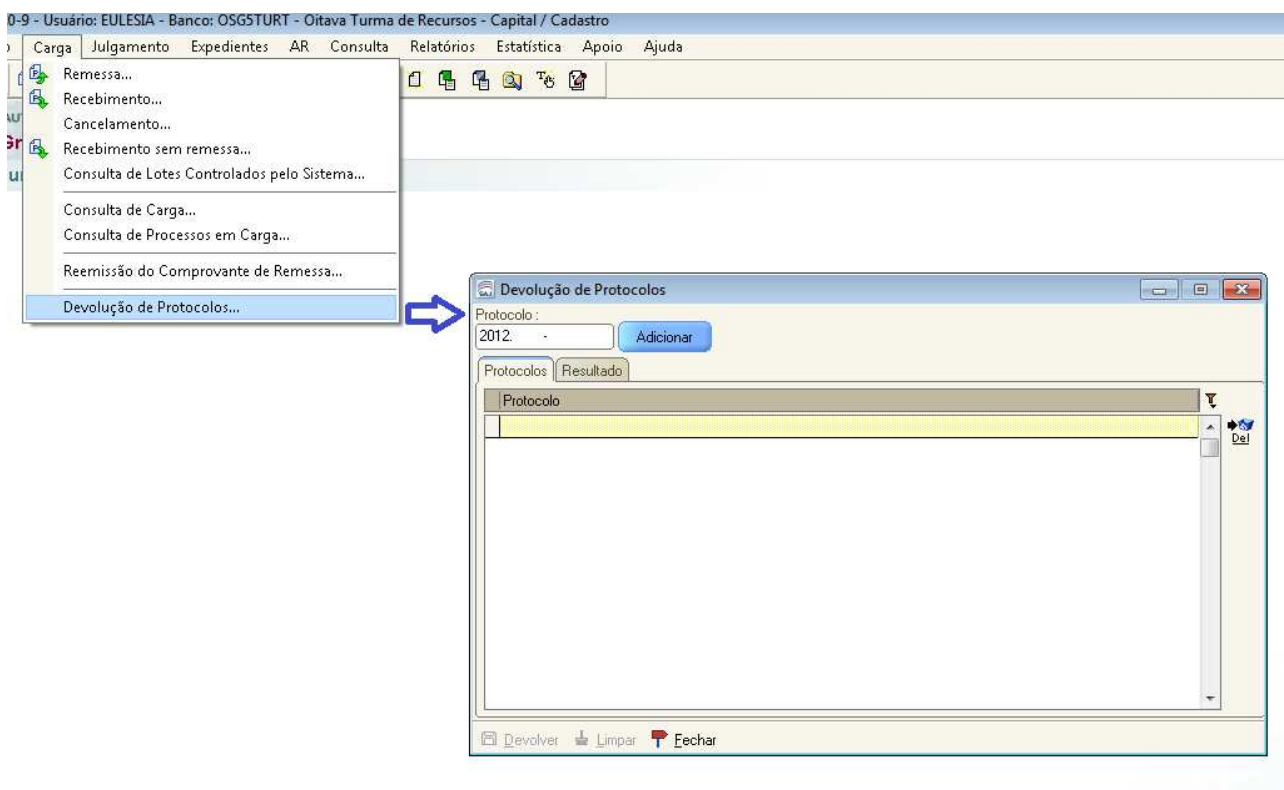 0-9 - Usuário: EULESIA - Banco: OSG5TURT - Oitava Turma de Recursos - Capital / Cadastro
Carga Julgamento Expedientes AR Consulta Relatórios Estatística Apoio Ajuda
Remessa...
Recebimento...
Cancelamento...
Recebimento sem remessa...
Consulta de Lotes Controlados pelo Sistema...
Consulta de Carga...
Consulta de Processos em Carga...
Reemissão do Comprovante de Remessa...
Devolução de Protocolos...
Devolução de Protocolos
Protocolo :
2012. -
Adicionar
Protocolos Resultado
Protocolo
Del
Devolver Limpar Fechar